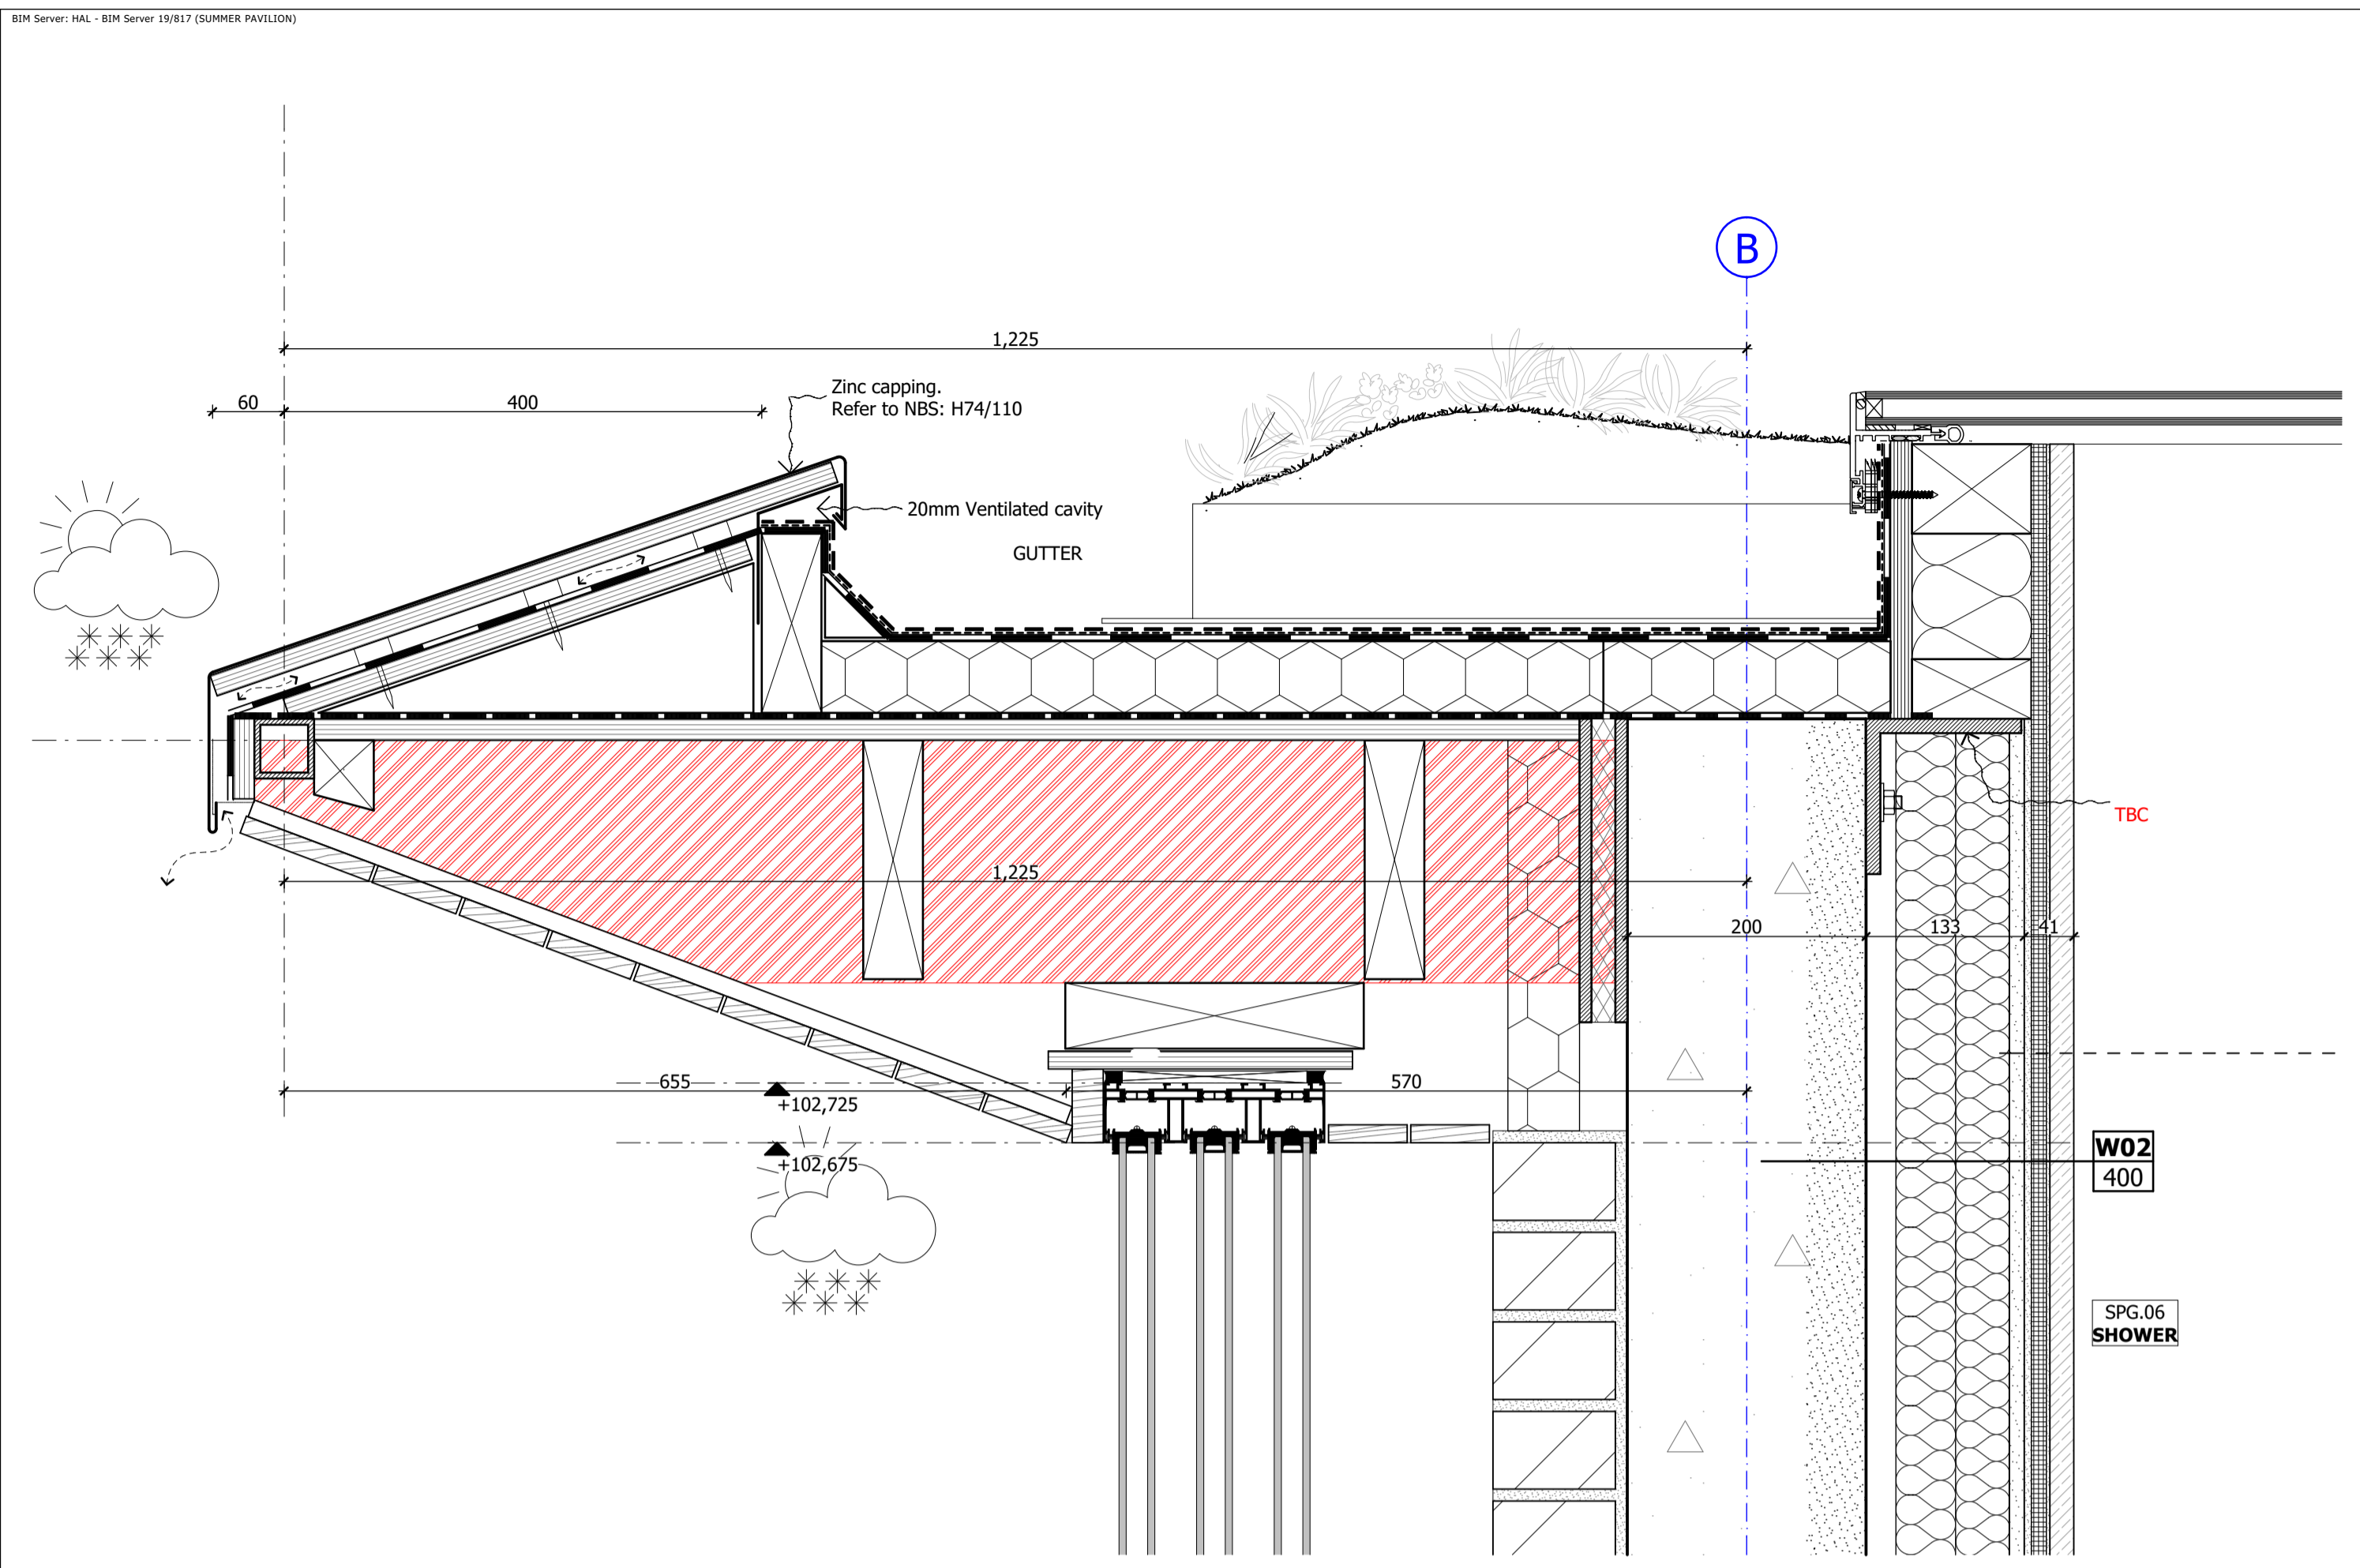 BIM Server: HAL - BIM Server 19/817 (SUMMER PAVILION)
B
1,225
Zinc capping.
Refer to NBS: H74/110
60
400
20mm Ventilated cavity
GUTTER
TBC
1,225
200
133
41
655
570
+102,725
+102,675
W02
400
SPG.06
SHOWER